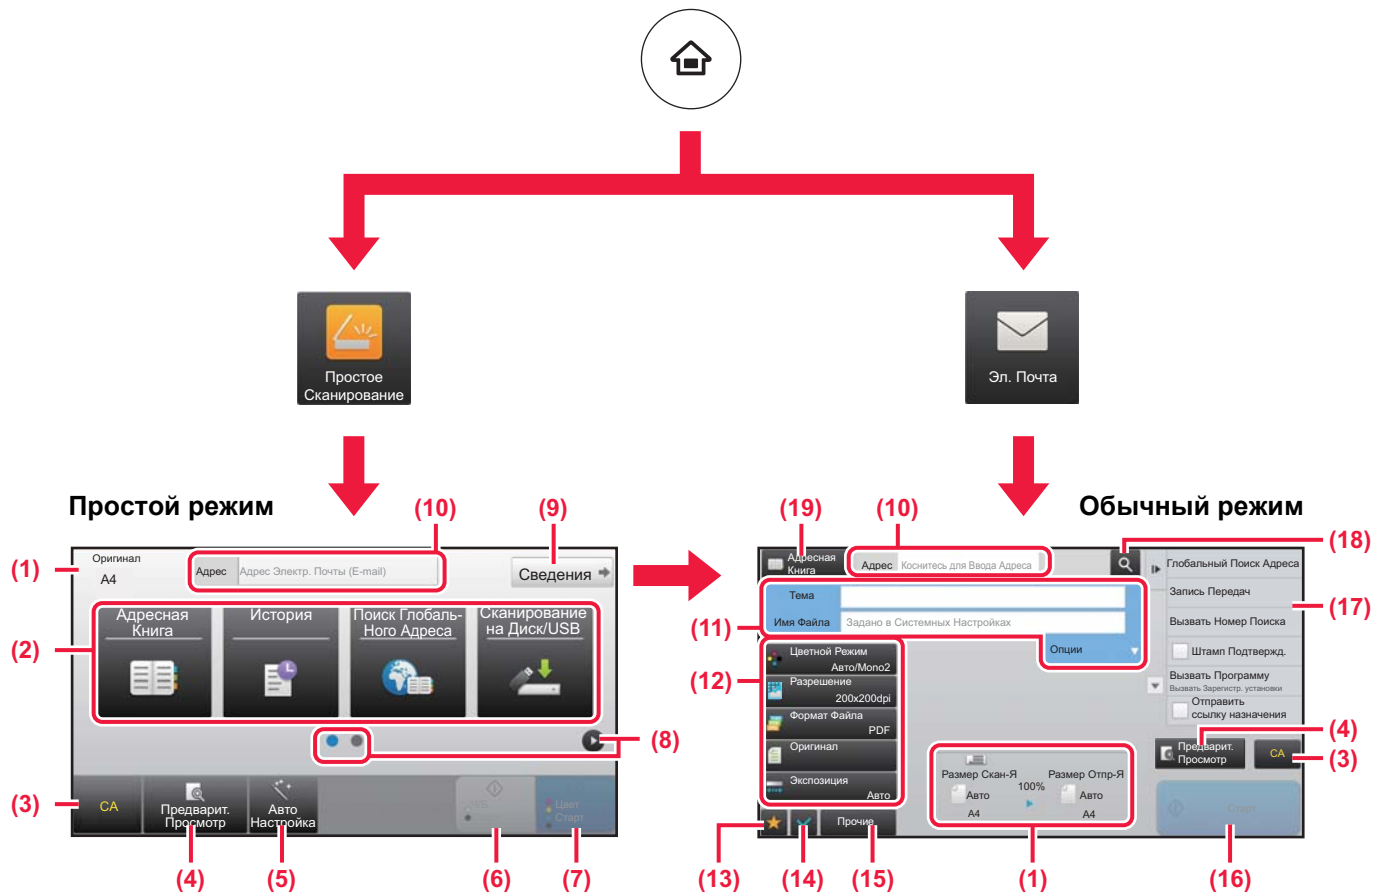 Простое
Сканирование
Эл. Почта
Простой режим
Обычный режим
(10)
(9)
(19)
(10)
(18)
(1)
Оригинал
A4
Адрес
Адрес Электр. Почты (E-mail)
Сведения
(2)
Адресная
Книга
История
Поиск Глобаль-
Ного Адреса
Сканирование
на Диск/USB
(8)
(3)
CA
Предварит.
Просмотр
Авто
Настройка
Цвет
Старт
(4)
(5)
(6)
(7)
Адресная
Книга
Адрес
Коснитесь для Ввода Адреса
(11)
Тема
Имя Файла
Задано в Системных Настройках
Опции
(12)
Цветной Режим
Авто/Mono2
Разрешение
200x200dpi
Формат Файла
PDF
Оригинал
Экспозиция
Авто
Прочие
Размер Скан-Я
Авто
A4
100%
Размер Отпр-Я
Авто
A4
Глобальный Поиск Адреса
Запись Передач
(17)
Вызвать Номер Поиска
Штамп Подтвержд.
Вызвать Программу
Вызвать Зарегистр. установки
Отправить
ссылку назначения
Предварит.
Просмотр
(4)
CA
(3)
Старт
(13)
(14)
(15)
(1)
(16)